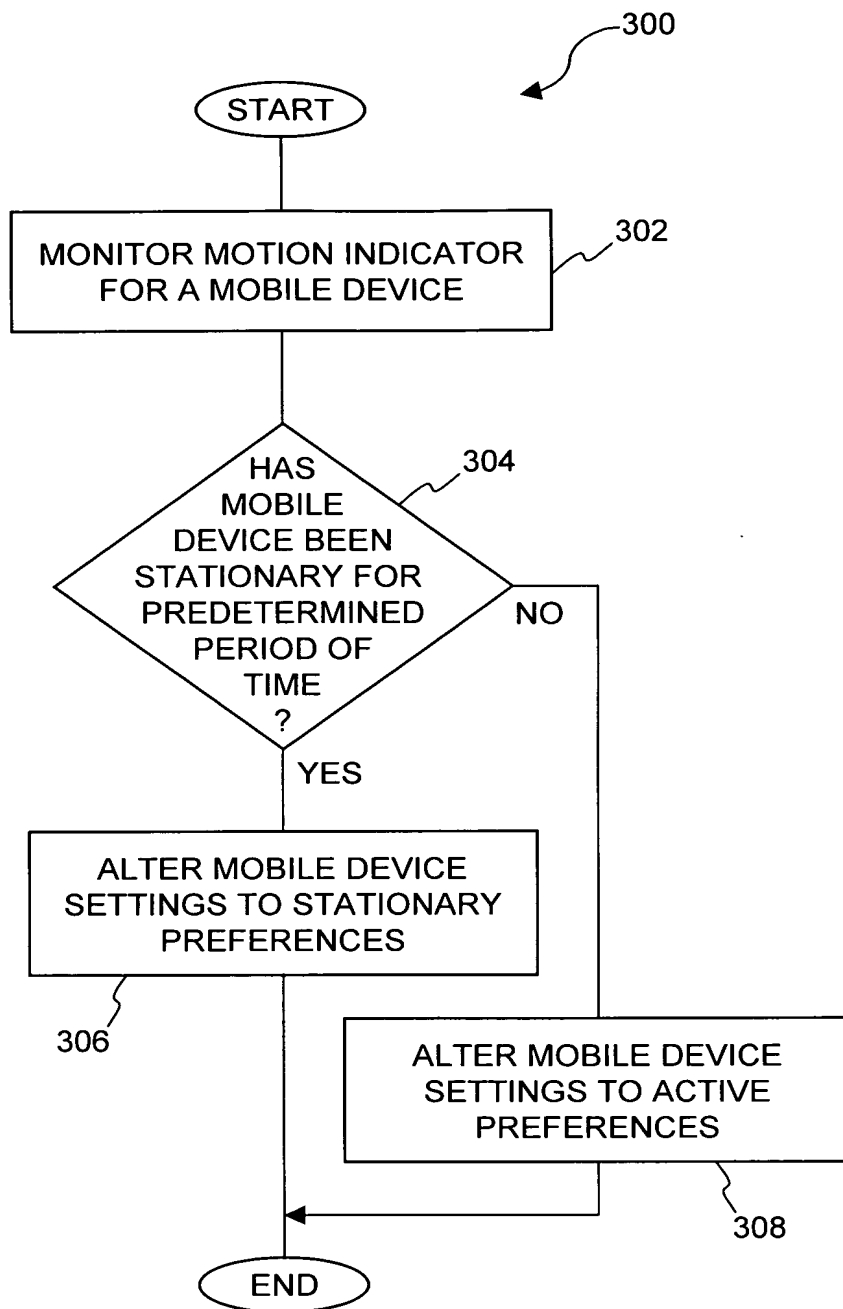 300
START
MONITOR MOTION INDICATOR
FOR A MOBILE DEVICE
302
HAS
MOBILE
DEVICE BEEN
STATIONARY FOR
PREDETERMINED
PERIOD OF
TIME
?
304
NO
YES
ALTER MOBILE DEVICE
SETTINGS TO STATIONARY
PREFERENCES
306
ALTER MOBILE DEVICE
SETTINGS TO ACTIVE
PREFERENCES
308
END